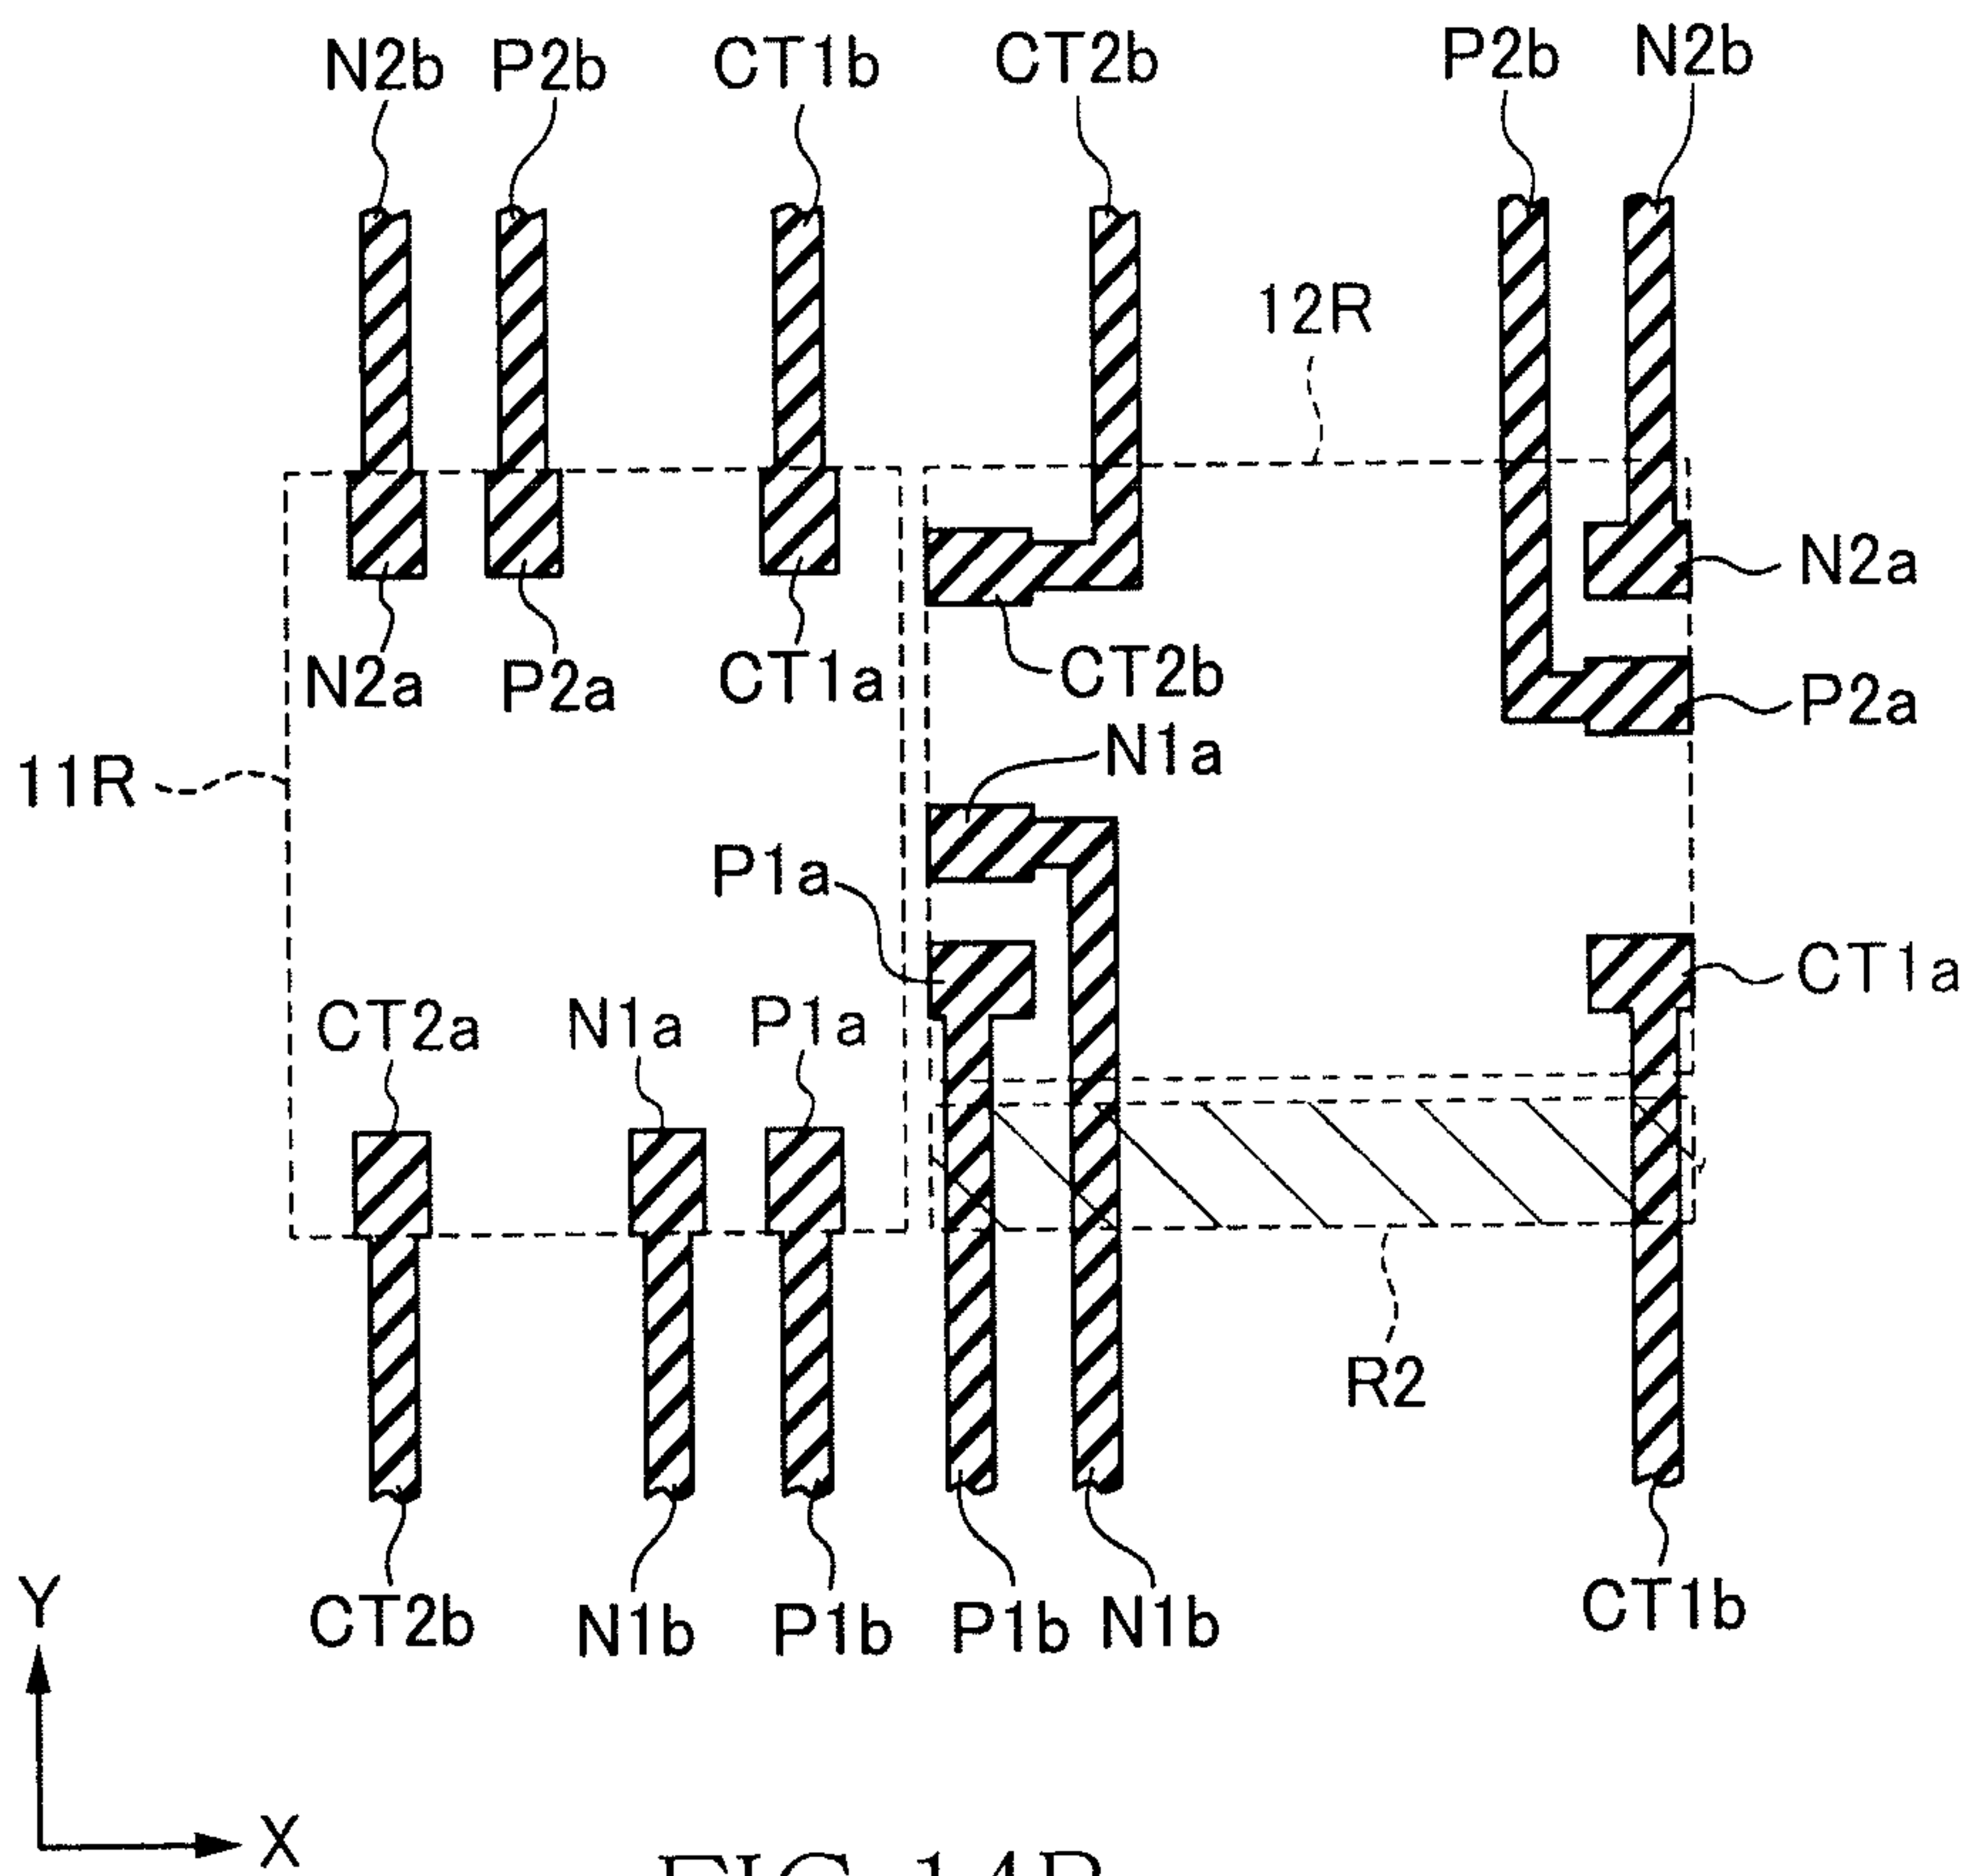 N2b P2b CT1b CT2b P2b N2b
12R
N2a
N2a P2a CT1a CT2b P2a
N1a
11R
P1a
CT1a
CT2a N1a P1a
R2
CT2b N1b P1b P1b N1b CT1b
Y
X